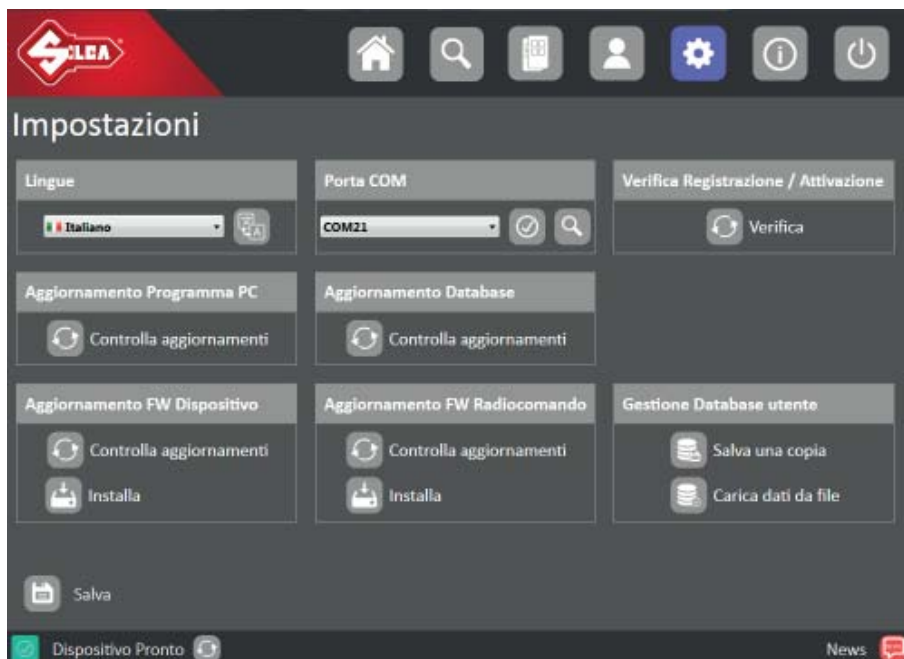 SILCA
Impostazioni
Lingue
Porta COM
Verifica Registrazione / Attivazione
Italiano
COM21
Verifica
Aggiornamento Programma PC
Aggiornamento Database
Controlla aggiornamenti
Controlla aggiornamenti
Aggiornamento FW Dispositivo
Aggiornamento FW Radiocomando
Gestione Database utente
Controlla aggiornamenti
Controlla aggiornamenti
Salva una copia
Installa
Installa
Carica dati da file
Salva
Dispositivo Pronto
News